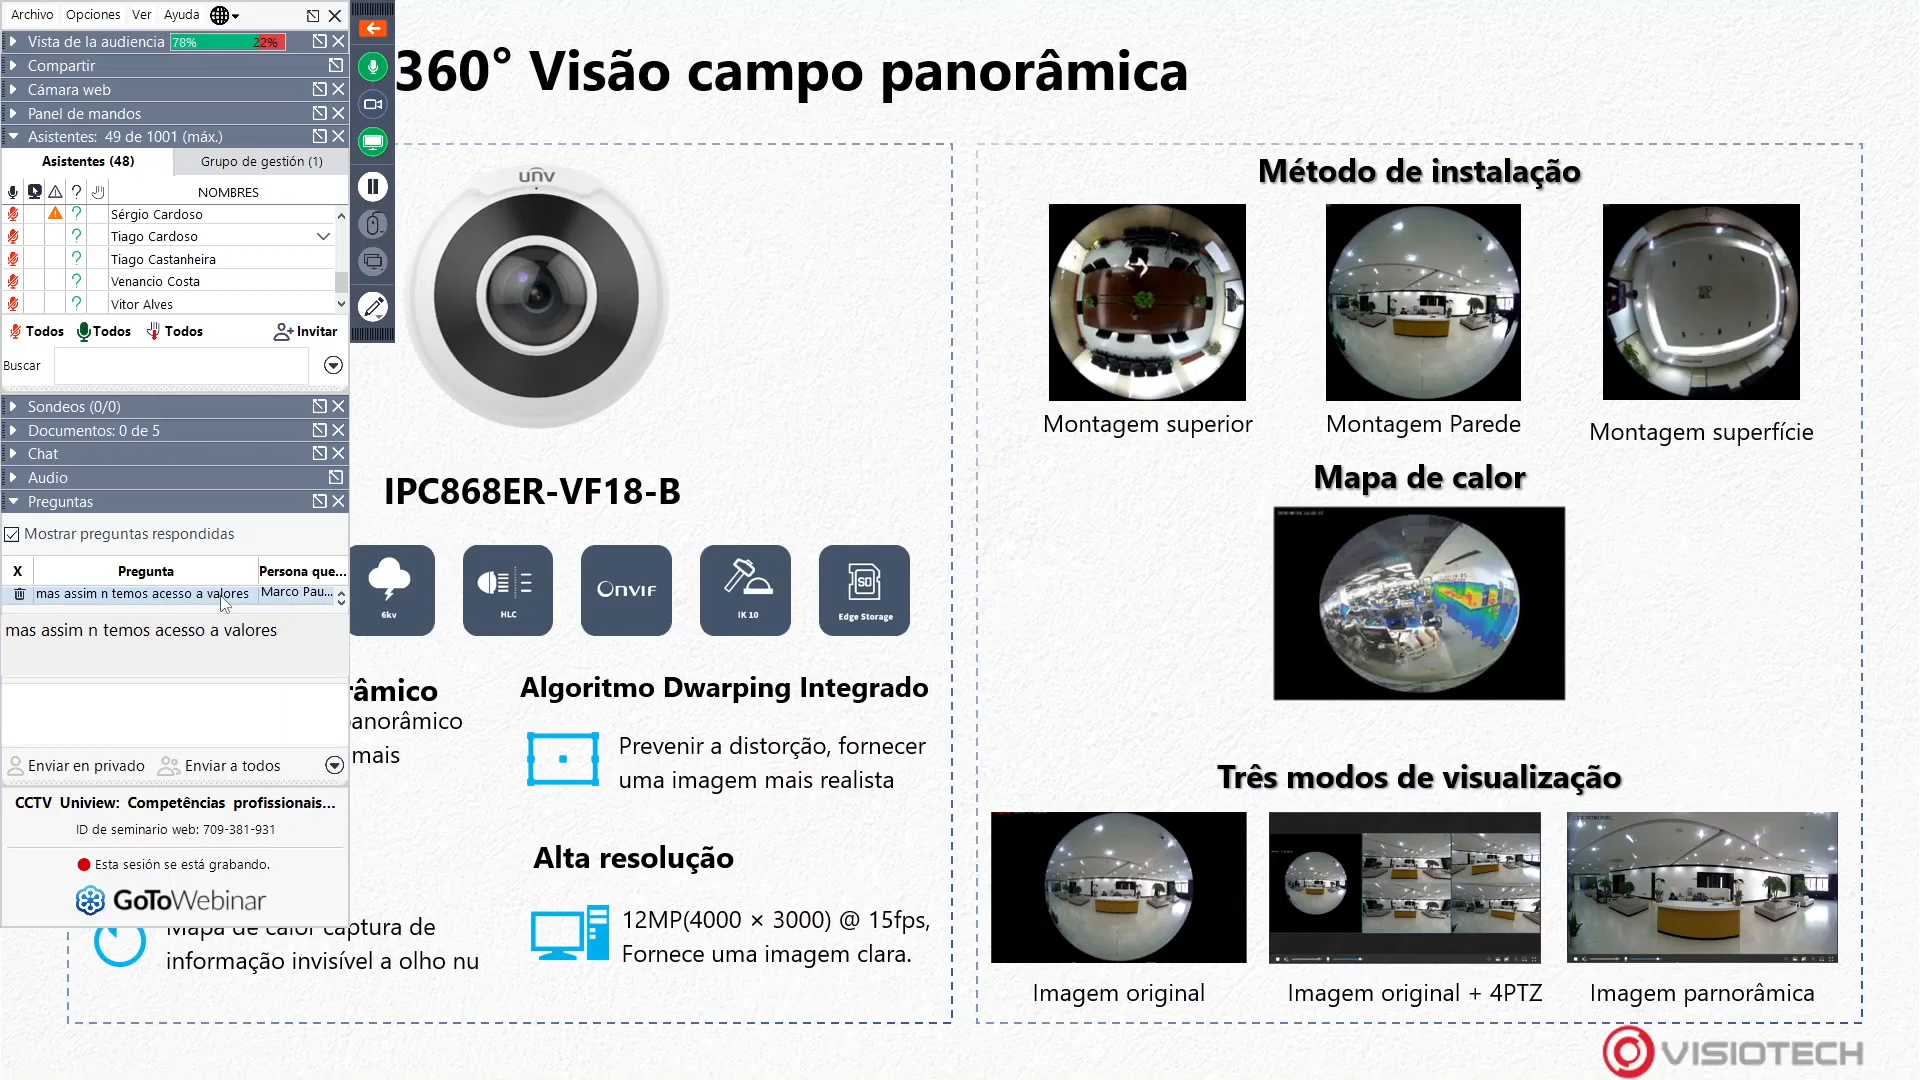 Archivo Opciones Ver Ayuda
Vista de la audiencia 78% 22%
Compartir
Cámara web
Panel de mandos
Asistentes: 49 de 1001 (máx.)
Asistentes (48) Grupo de gestión (1)
NOMBRES
Sérgio Cardoso
Tiago Cardoso
Tiago Castanheira
Venancio Costa
Vitor Alves
Todos Todos Todos Invitar
Buscar
Sondeos (0/0)
Documentos: 0 de 5
Chat
Audio
Preguntas
Mostrar preguntas respondidas
X Pregunta Persona que...
mas assim n temos acesso a valores Marco Pau...
mas assim n temos acesso a valores
Enviar en privado Enviar a todos
CCTV Uniview: Competências profissionais...
ID de seminario web: 709-381-931
Esta sesión se está grabando.
GoToWebinar
360° Visão campo panorâmica
unv
IPC868ER-VF18-B
6kv
HLC
ONVIF
IK 10
SD
Edge Storage
râmico
anorâmico
mais
Algoritmo Dwarping Integrado
Prevenir a distorção, fornecer
uma imagem mais realista
Mapa de calor captura de
informação invisível a olho nu
Alta resolução
12MP(4000 × 3000) @ 15fps,
Fornece uma imagem clara.
Método de instalação
Montagem superior
Montagem Parede
Montagem superfície
Mapa de calor
Três modos de visualização
Imagem original
Imagem original + 4PTZ
Imagem parnorâmica
VISIOTECH